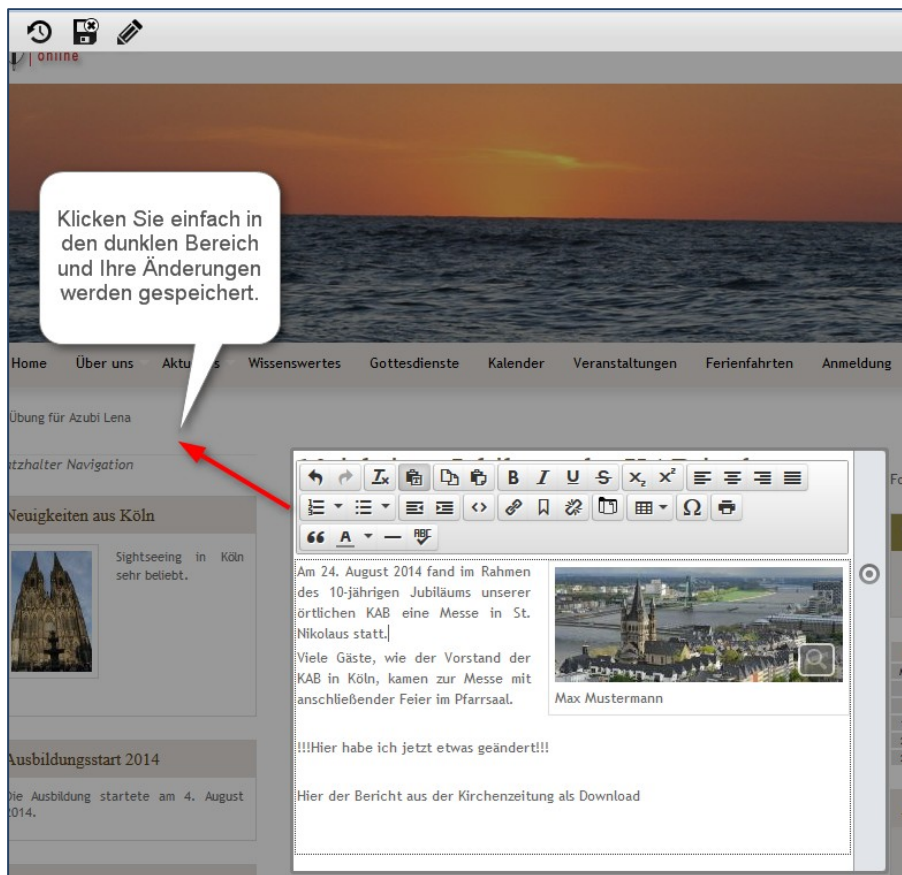 online
Klicken Sie einfach in
den dunklen Bereich
und Ihre Änderungen
werden gespeichert.
Home Über uns Wissenswertes Gottesdienste Kalender Veranstaltungen Ferienfahrten Anmeldung
Übung für Azubi Lena
Navigation
Neuigkeiten aus Köln
Sightseeing in Köln
sehr beliebt.
Ausbildungsstart 2014
Die Ausbildung startete am 4. August
2014.
Am 24. August 2014 fand im Rahmen
des 10-jährigen Jubiläums unserer
örtlichen KAB eine Messe in St.
Nikolaus statt.
Viele Gäste, wie der Vorstand der
KAB in Köln, kamen zur Messe mit
anschließender Feier im Pfarrsaal.
Max Mustermann
!!!Hier habe ich jetzt etwas geändert!!!
Hier der Bericht aus der Kirchenzeitung als Download